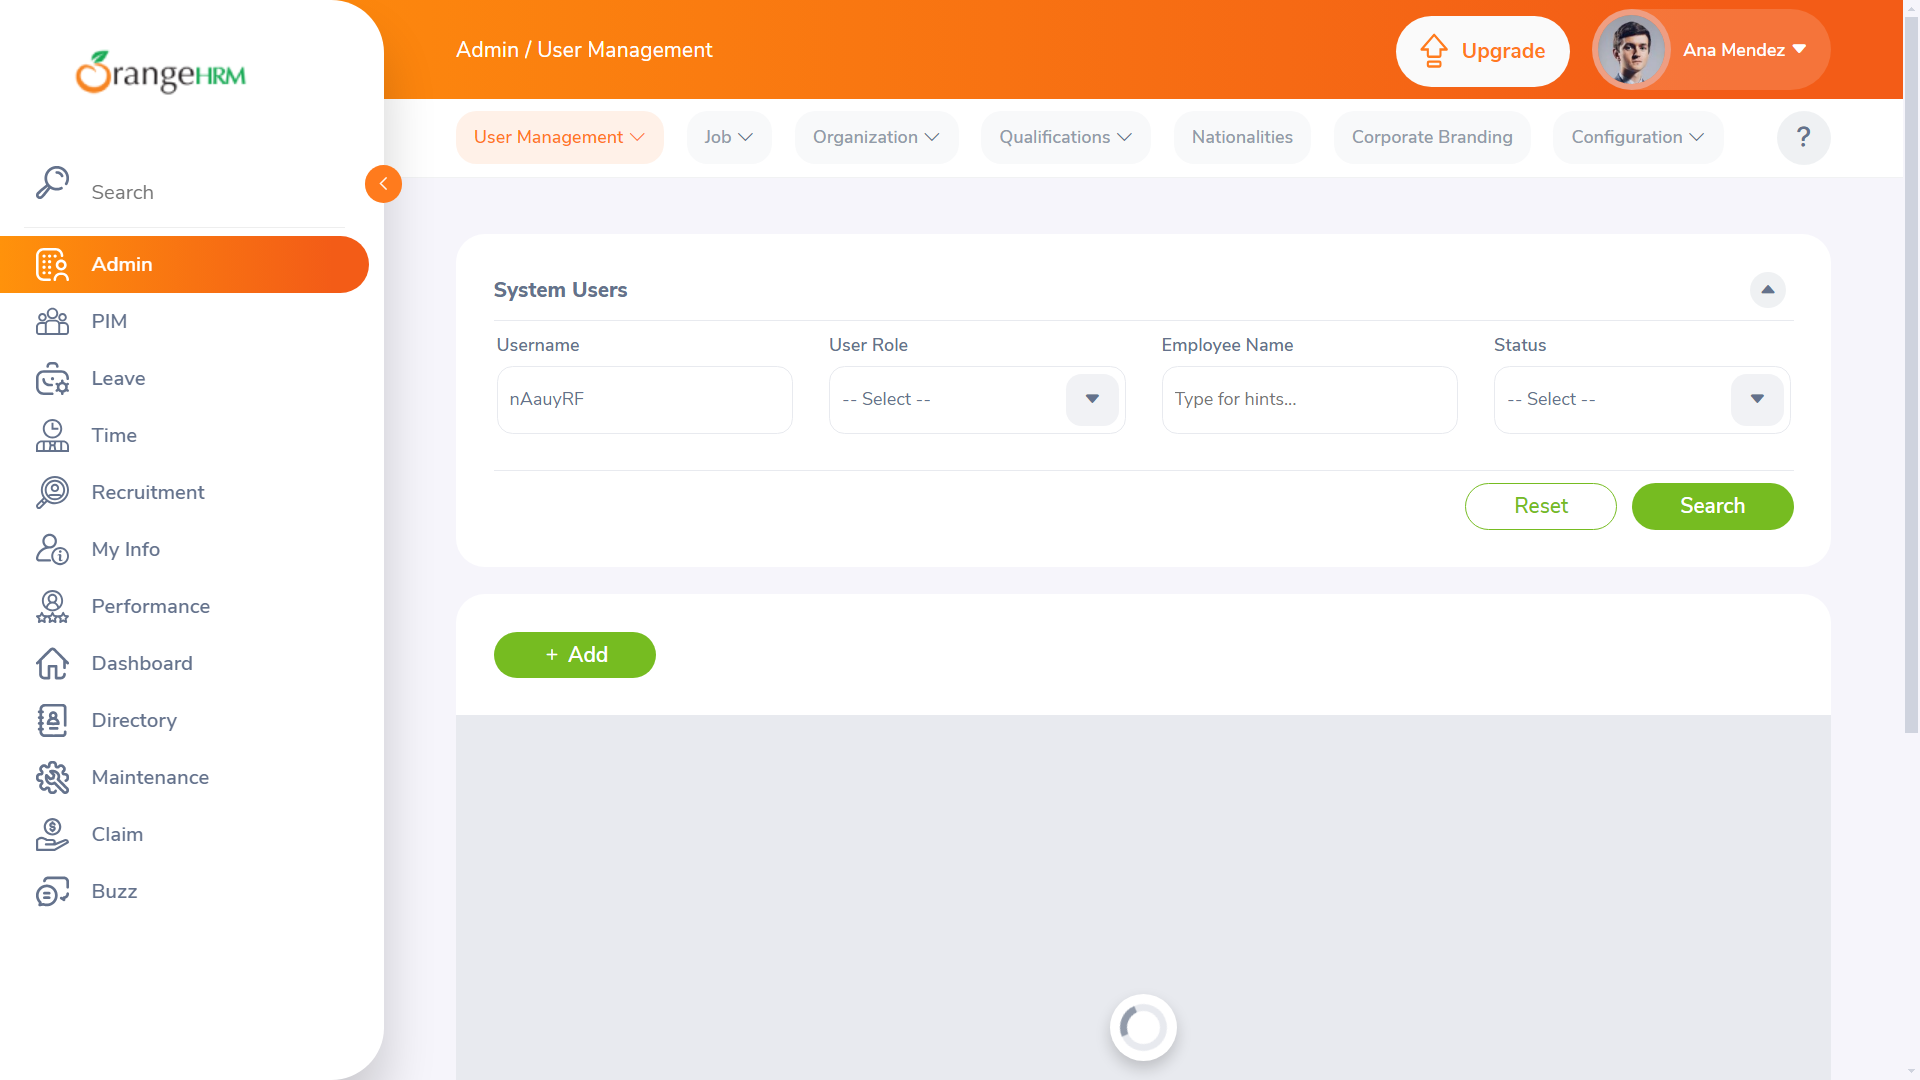 OrangeHRM
Admin / User Management
Upgrade
Ana Mendez
User Management
Job
Organization
Qualifications
Nationalities
Corporate Branding
Configuration
?
Search
Admin
PIM
Leave
Time
Recruitment
My Info
Performance
Dashboard
Directory
Maintenance
Claim
Buzz
System Users
Username
User Role
Employee Name
Status
nAauyRF
-- Select --
Type for hints...
-- Select --
Reset
Search
+ Add